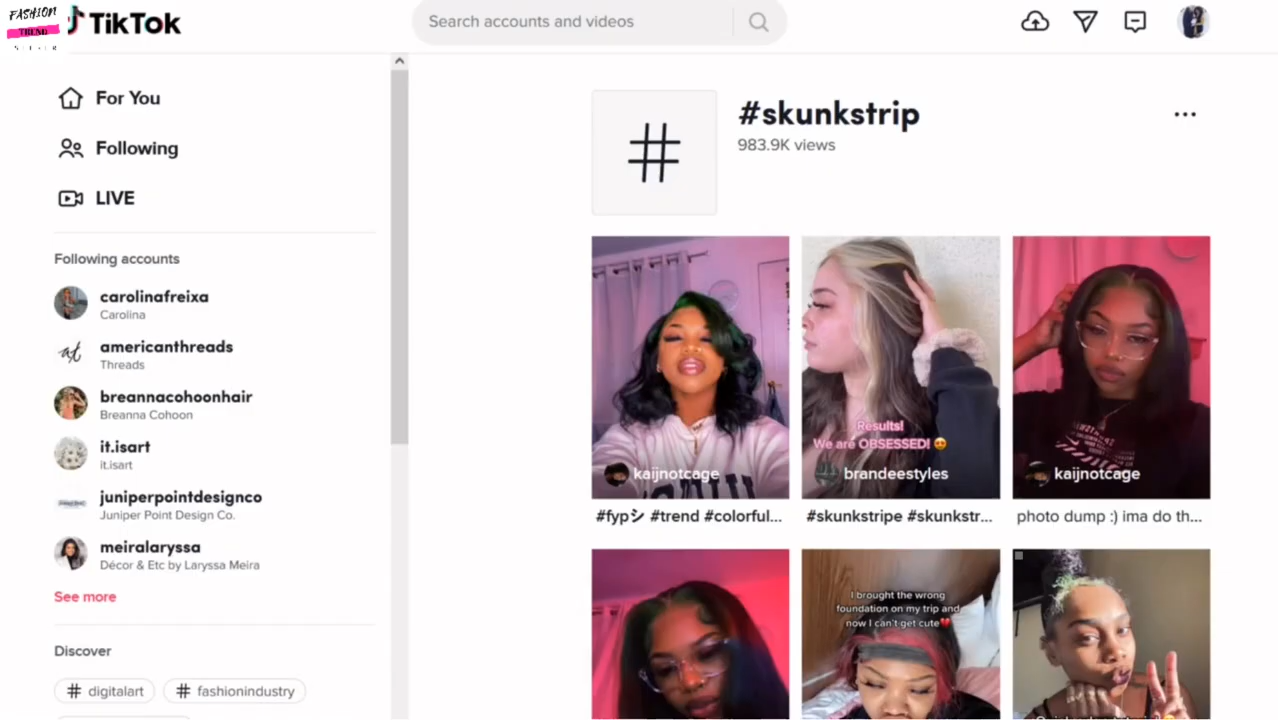 FASHION
TREND
TikTok
Search accounts and videos
For You
Following
LIVE
Following accounts
carolinafreixa
Carolina
americanthreads
Threads
breannacohoonhair
Breanna Cohoon
it.isart
it.isart
juniperpointdesignco
Juniper Point Design Co.
meiralaryssa
Décor & Etc by Laryssa Meira
See more
Discover
# digitalart
# fashionindustry
#
#skunkstrip
983.9K views
kaijnotcage
#fypシ #trend #colorful...
Results!
We are OBSESSED! 😍
brandeestyles
#skunkstripe #skunkstr...
kaijnotcage
photo dump :) ima do th...
I brought the wrong
foundation on my trip and
now I can't get cute💔